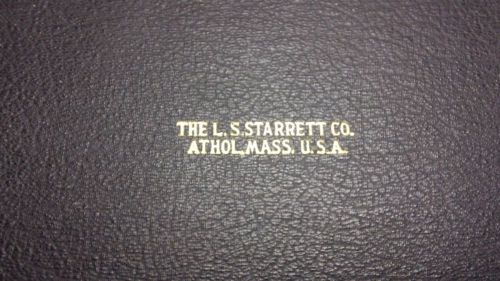 THE L. S. STARRETT CO.
ATHOL, MASS. U. S. A.